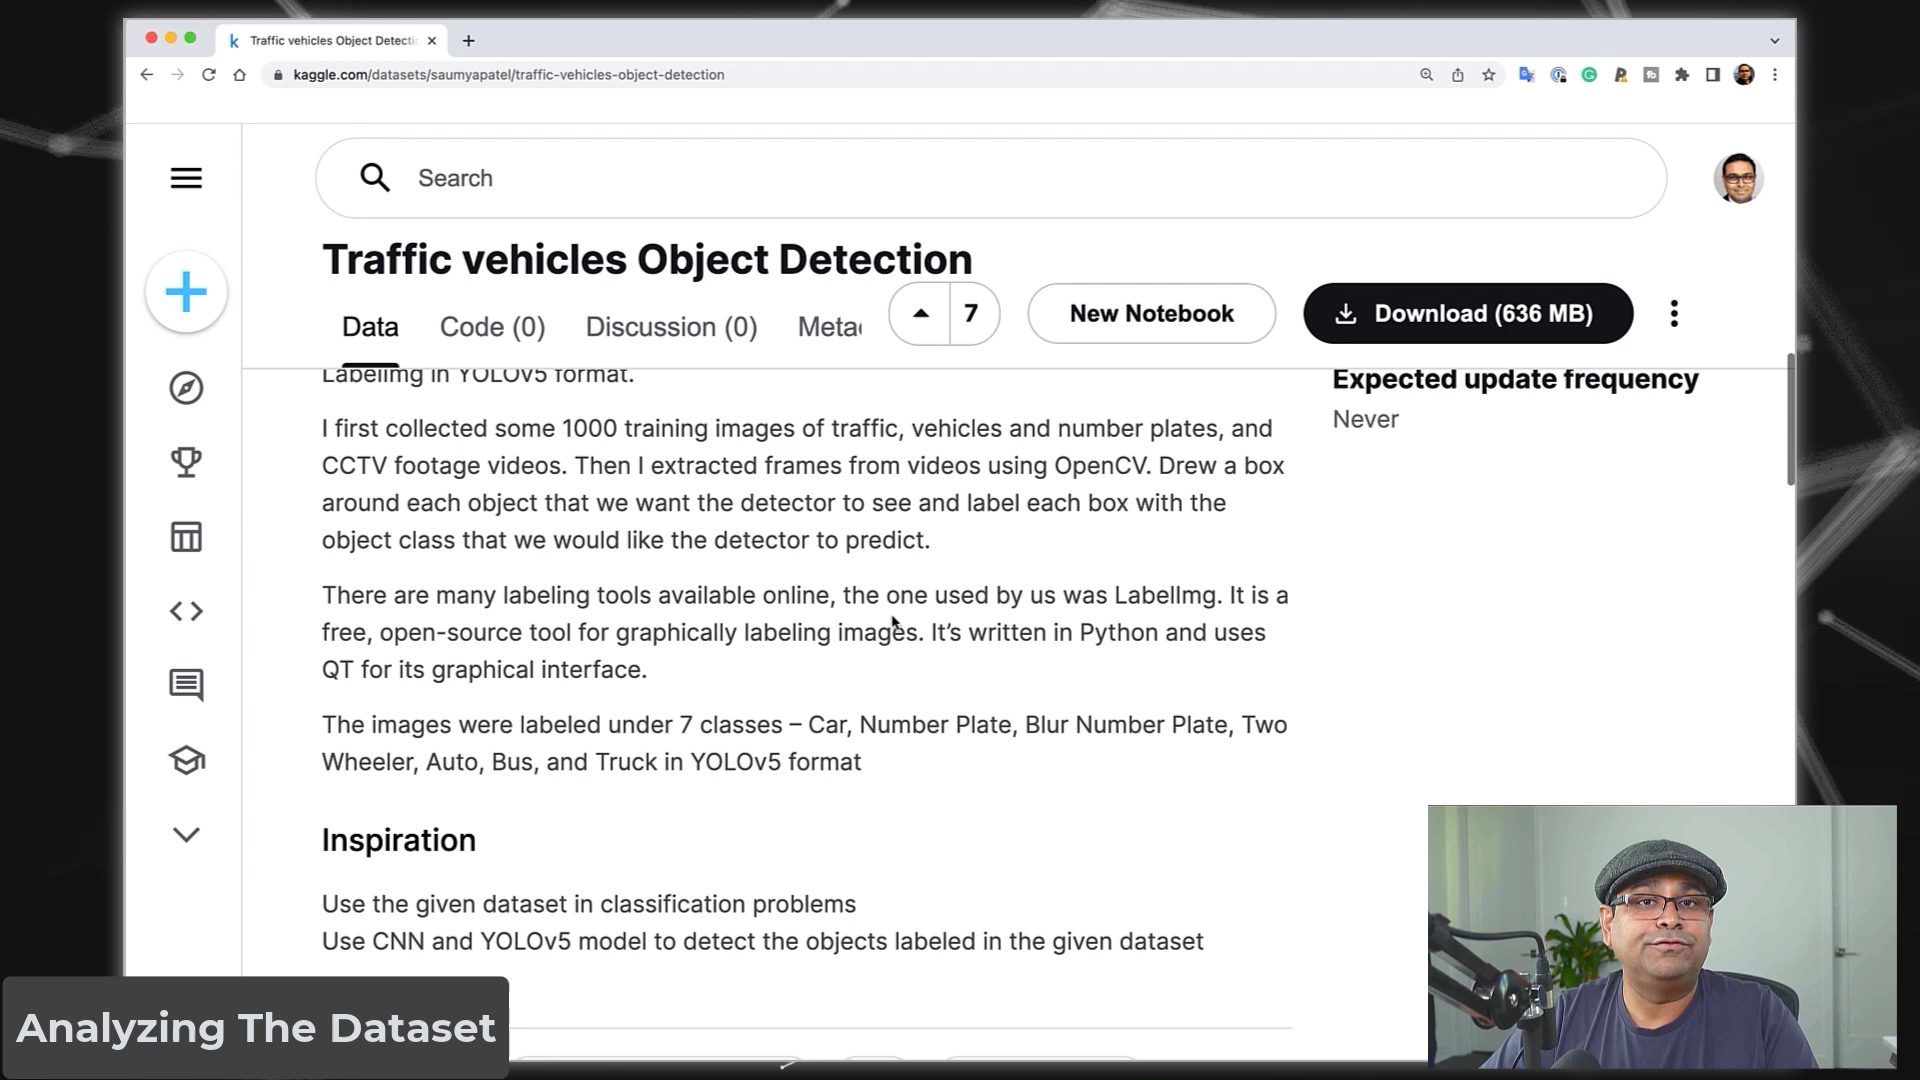 Traffic vehicles Object Detectio
kaggle.com/datasets/saumyapatel/traffic-vehicles-object-detection
Search
Traffic vehicles Object Detection
Data
Code (0)
Discussion (0)
Meta
7
New Notebook
Download (636 MB)
LabelImg in YOLOv5 format.
Expected update frequency
Never
I first collected some 1000 training images of traffic, vehicles and number plates, and
CCTV footage videos. Then I extracted frames from videos using OpenCV. Drew a box
around each object that we want the detector to see and label each box with the
object class that we would like the detector to predict.
There are many labeling tools available online, the one used by us was LabelImg. It is a
free, open-source tool for graphically labeling images. It’s written in Python and uses
QT for its graphical interface.
The images were labeled under 7 classes – Car, Number Plate, Blur Number Plate, Two
Wheeler, Auto, Bus, and Truck in YOLOv5 format
Inspiration
Use the given dataset in classification problems
Use CNN and YOLOv5 model to detect the objects labeled in the given dataset
Analyzing The Dataset